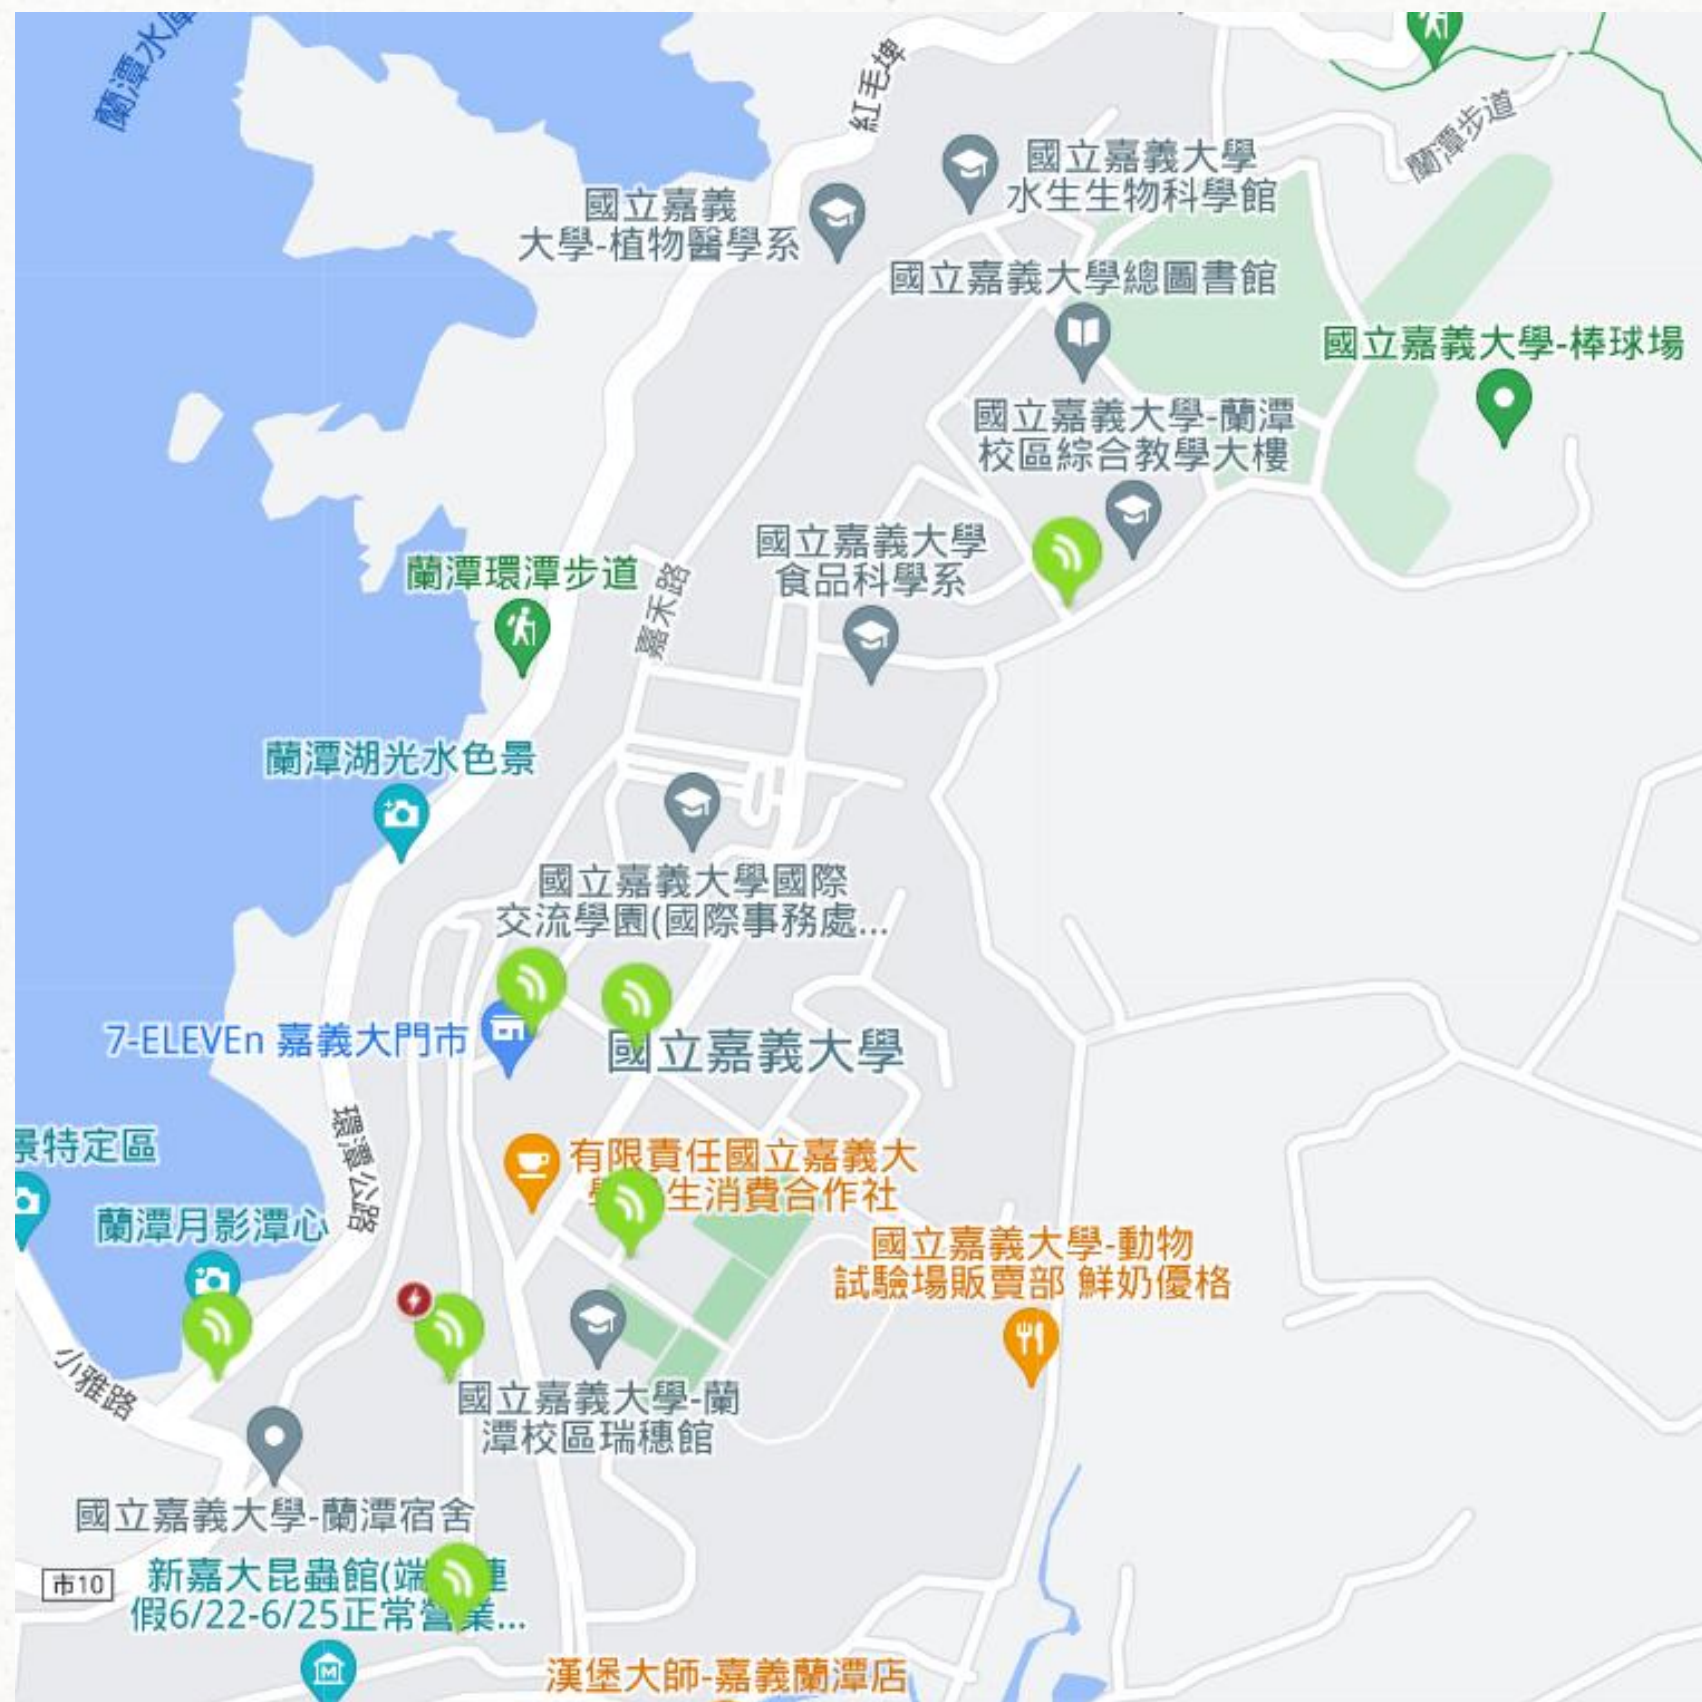 蘭潭水庫
紅毛埤
蘭潭步道
國立嘉義大學
水生生物科學館
國立嘉義
大學-植物醫學系
國立嘉義大學總圖書館
國立嘉義大學-棒球場
國立嘉義大學-蘭潭
校區綜合教學大樓
國立嘉義大學
食品科學系
蘭潭環潭步道
嘉禾路
蘭潭湖光水色景
國立嘉義大學國際
交流學園(國際事務處...
7-ELEVEn 嘉義大門市
國立嘉義大學
環潭公路
景特定區
有限責任國立嘉義大
學 生消費合作社
蘭潭月影潭心
國立嘉義大學-動物
試驗場販賣部 鮮奶優格
小雅路
國立嘉義大學-蘭
潭校區瑞穗館
國立嘉義大學-蘭潭宿舍
市10
新嘉大昆蟲館(端 連
假6/22-6/25正常營業...
漢堡大師-嘉義蘭潭店